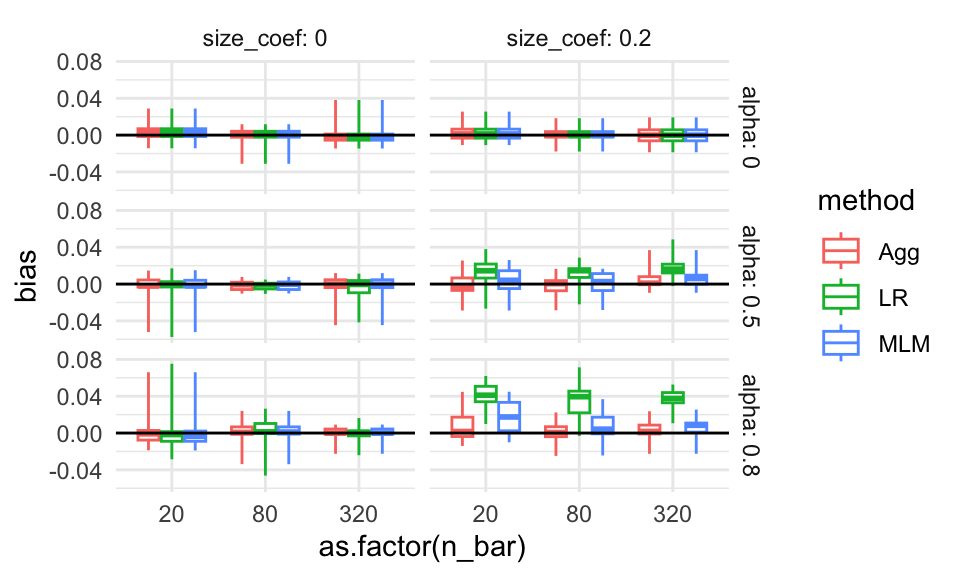 size_coef: 0
size_coef: 0.2
bias
0.08
0.04
0.00
-0.04
alpha: 0
0.08
0.04
0.00
-0.04
alpha: 0.5
0.08
0.04
0.00
-0.04
alpha: 0.8
20
80
320
20
80
320
as.factor(n_bar)
method
Agg
LR
MLM